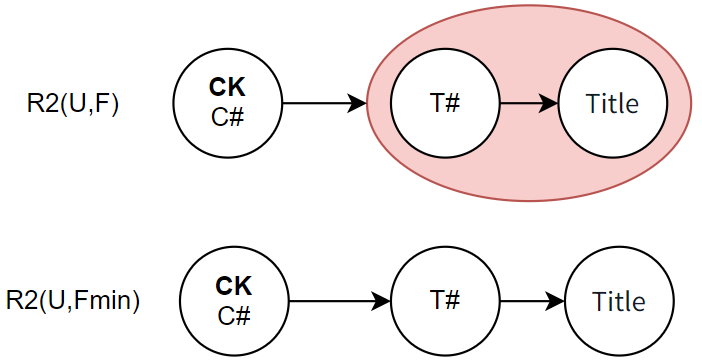 R2(U,F)
CK
C#
T#
Title
R2(U,Fmin)
CK
C#
T#
Title